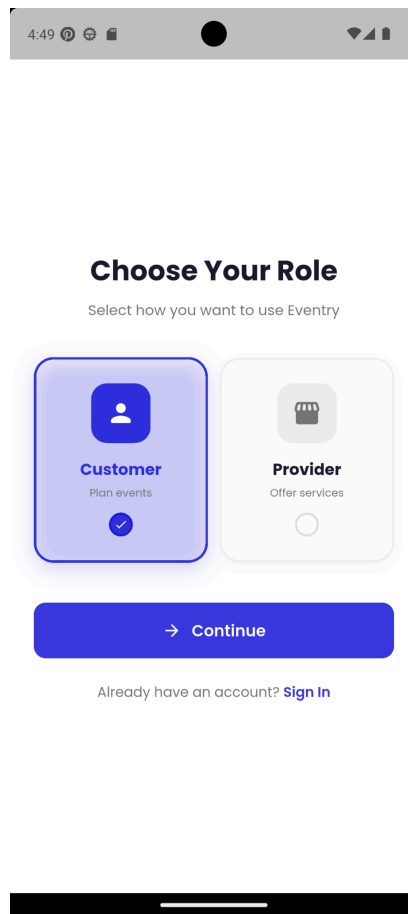 4:49
Choose Your Role
Select how you want to use Eventry
Customer
Plan events
Provider
Offer services
Continue
Already have an account? Sign In